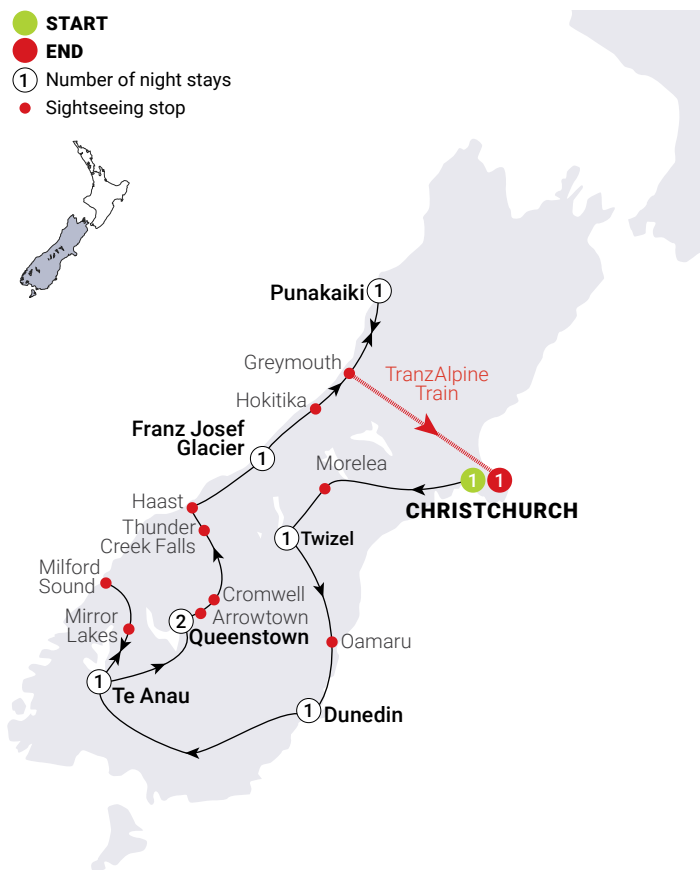 START
END
1 Number of night stays
Sightseeing stop
Punakaiki 1
Greymouth
TranzAlpine
Train
Hokitika
Franz Josef
Glacier 1
Morelea
1 1
CHRISTCHURCH
Haast
Thunder
Creek Falls
1 Twizel
Milford
Sound
Cromwell
Arrowtown
Mirror
Lakes
2
Queenstown
Oamaru
1
Te Anau
1 Dunedin